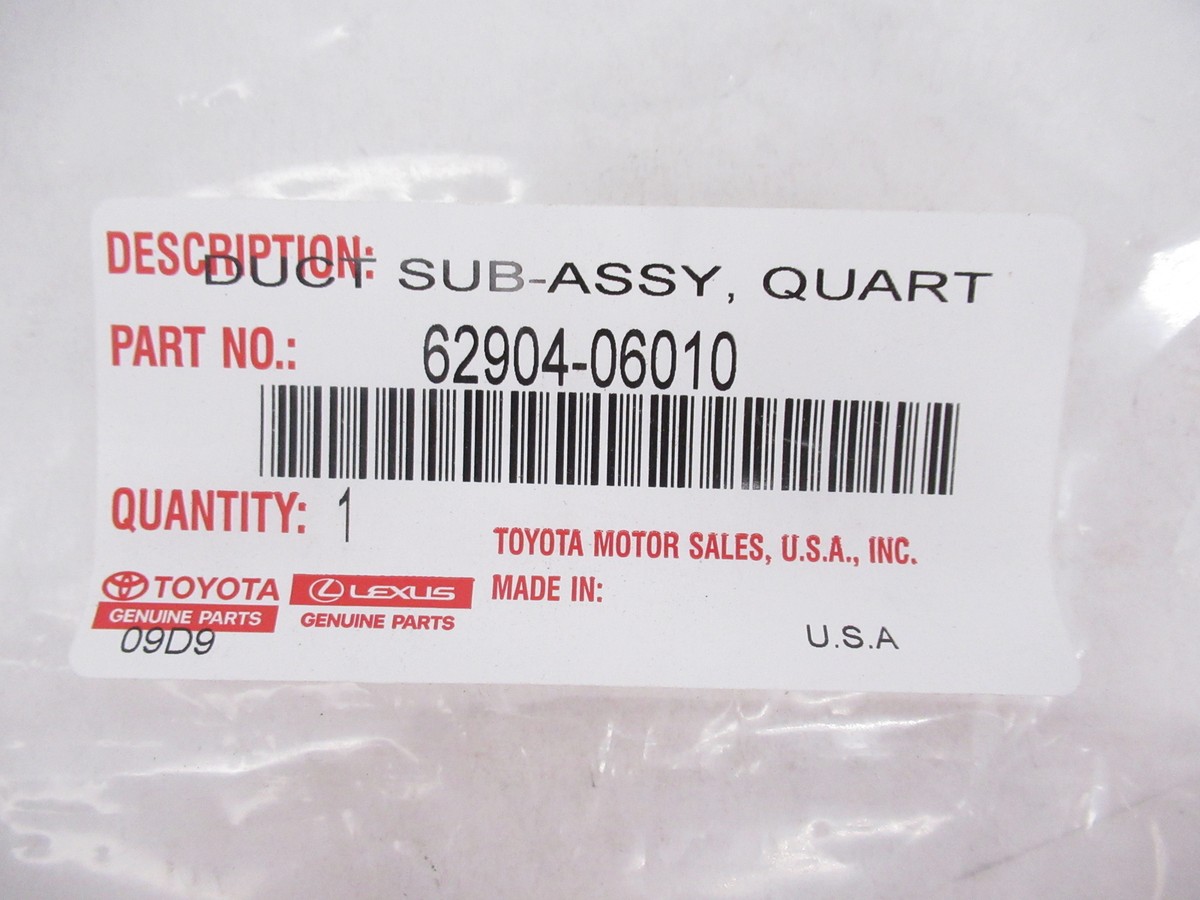 DESCRIPTION: DUCT SUB-ASSY, QUART
PART NO.: 62904-06010
QUANTITY: 1
TOYOTA MOTOR SALES, U.S.A., INC.
TOYOTA LEXUS MADE IN:
GENUINE PARTS GENUINE PARTS
09D9 U.S.A